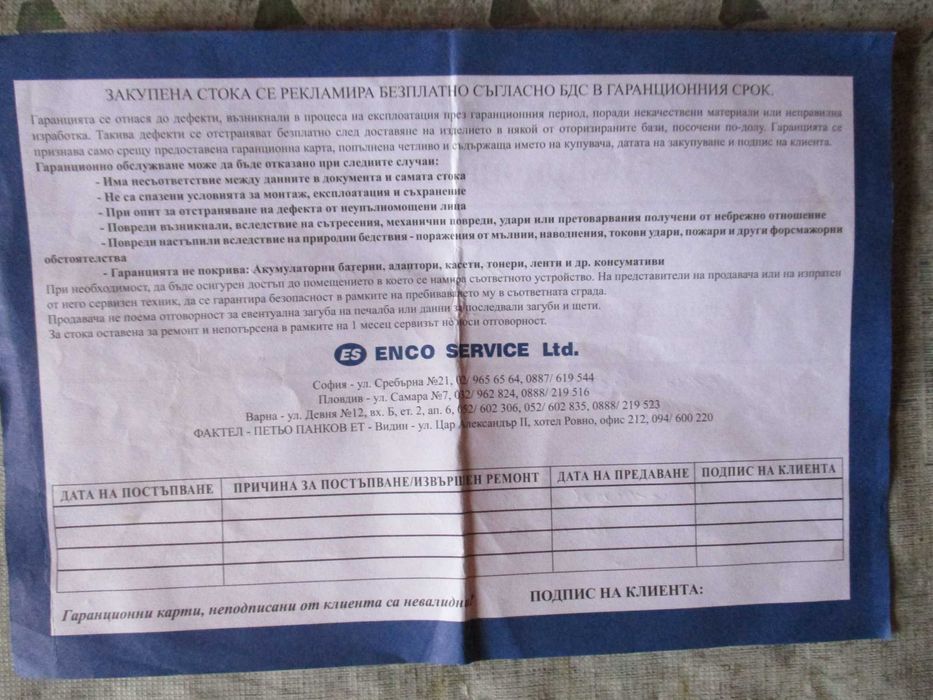 ЗАКУПЕНА СТОКА СЕ РЕКЛАМИРА БЕЗПЛАТНО СЪГЛАСНО БДС В ГАРАНЦИОННИЯ СРОК.
Гаранцията се отнася до дефекти, възникнали в процеса на експлоатация през гаранционния период, поради некачествени материали или неправилна
изработка. Такива дефекти се отстраняват безплатно след доставяне на изделието в някой от оторизираните бази, посочени по-долу. Гаранцията се
признава само срещу предоставена гаранционна карта, попълнена четливо и съдържаща името на купувача, датата на закупуване и подпис на клиента.
Гаранционно обслужване може да бъде отказано при следните случаи:
- Има несъответствие между данните в документа и самата стока
- Не са спазени условията за монтаж, експлоатация и съхранение
- При опит за отстраняване на дефекта от неупълномощени лица
- Повреди възникнали, вследствие на сътресения, механични повреди, удари или претоварвания получени от небрежно отношение
- Повреди настъпили вследствие на природни бедствия - поражения от мълнии, наводнения, токови удари, пожари и други форсмажорни
обстоятелства
- Гаранцията не покрива: Акумулаторни батерии, адаптори, касети, тонери, ленти и др. консумативи
При необходимост, да бъде осигурен достъп до помещението в което се намира съответното устройство. На представители на продавача или на изпратен
от него сервизен техник, да се гарантира безопасност в рамките на пребиваването му в съответната сграда.
Продавача не поема отговорност за евентуална загуба на печалба или данни за последвали загуби и щети.
За стока оставена за ремонт и непотърсена в рамките на 1 месец сервизът не носи отговорност.
ES ENCO SERVICE Ltd.
София - ул. Сребърна №21, 02/ 965 65 64, 0887/ 619 544
Пловдив - ул. Самара №7, 032/ 962 824, 0888/ 219 516
Варна - ул. Девня №12, вх. Б, ет. 2, ап. 6, 052/ 602 306, 052/ 602 835, 0888/ 219 523
ФАКТЕЛ - ПЕТЬО ПАНКОВ ЕТ - Видин - ул. Цар Александър II, хотел Ровно, офис 212, 094/ 600 220
ДАТА НА ПОСТЪПВАНЕ ПРИЧИНА ЗА ПОСТЪПВАНЕ/ИЗВЪРШЕН РЕМОНТ ДАТА НА ПРЕДАВАНЕ ПОДПИС НА КЛИЕНТА
Гаранционни карти, неподписани от клиента са невалидни! ПОДПИС НА КЛИЕНТА: